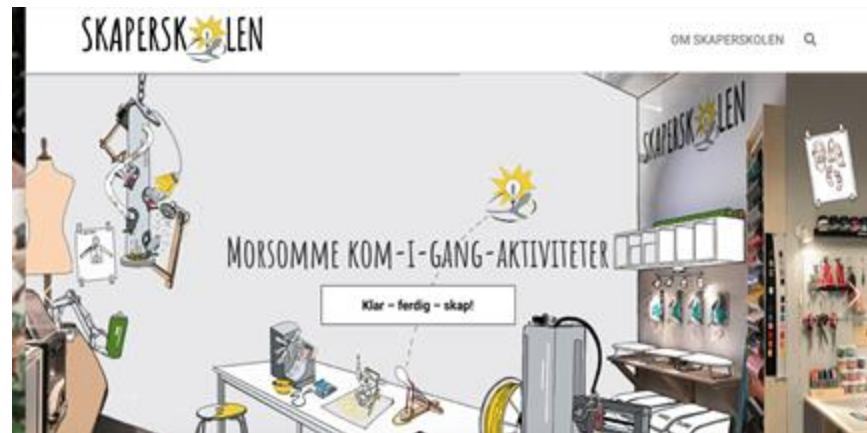 SKAPERSKOLEN
OM SKAPERSKOLEN
SKAPERSKOLEN
MORSOMME KOM-I-GANG-AKTIVITETER
Klar – ferdig – skap!